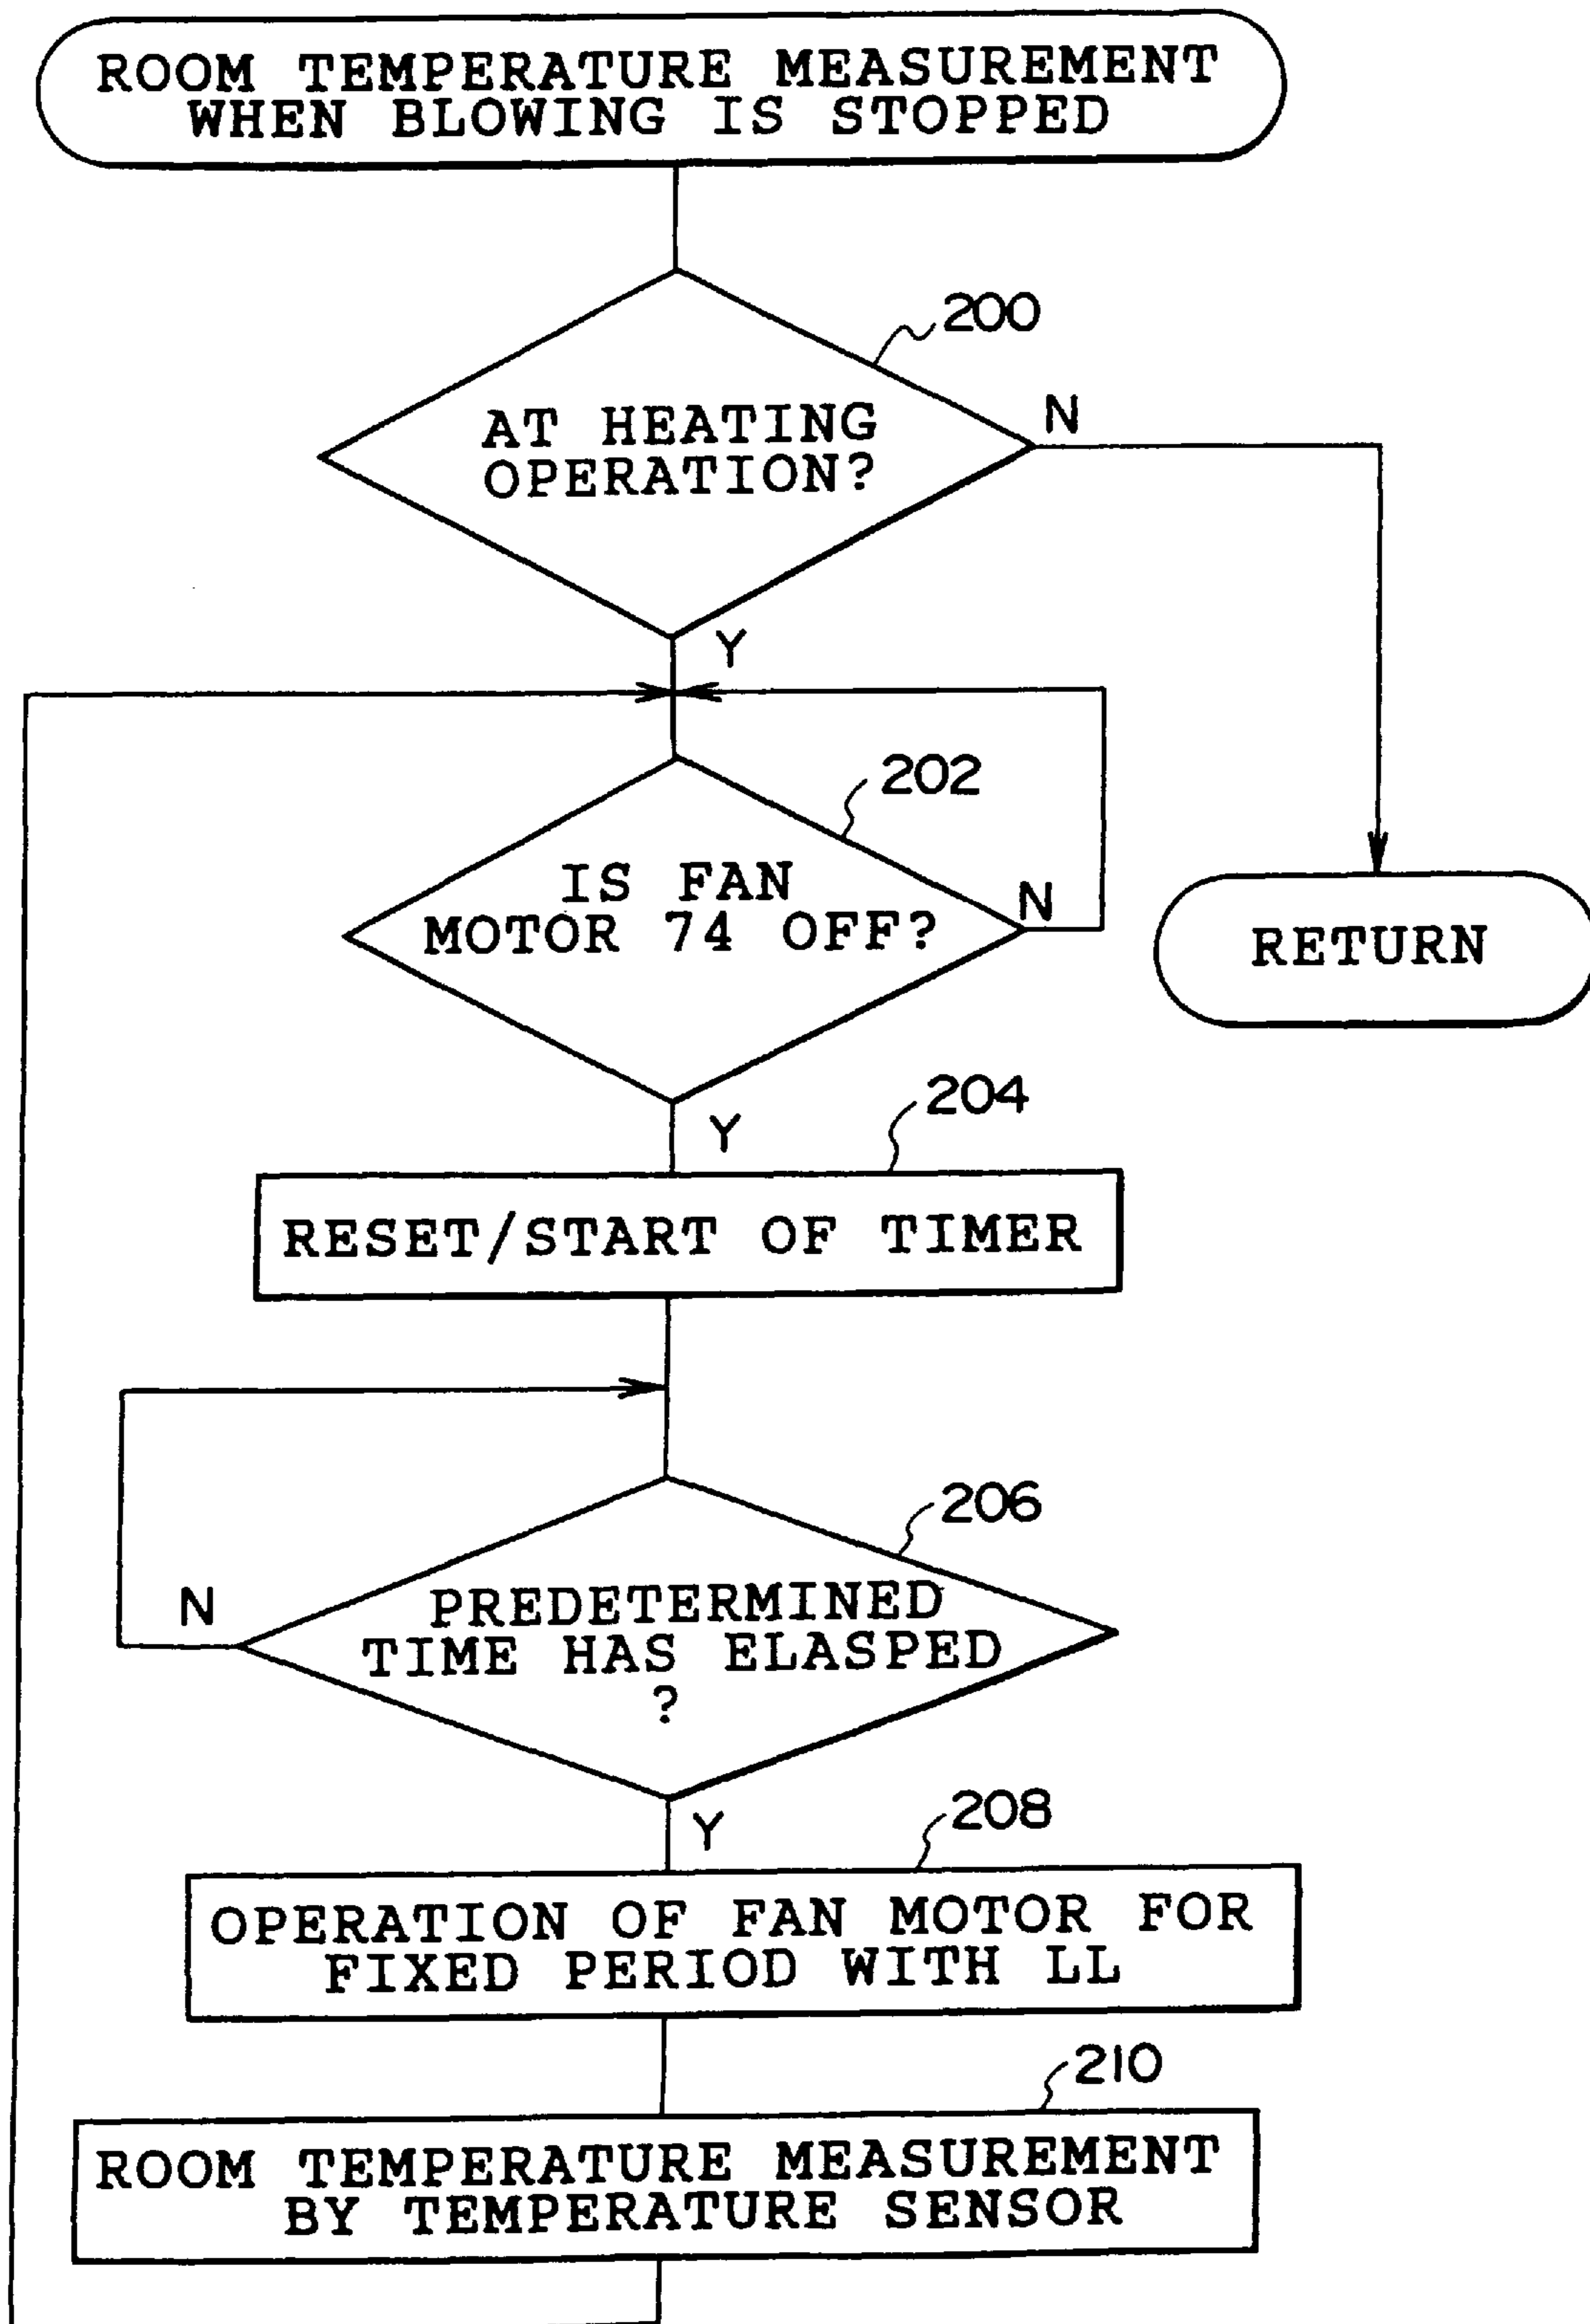 ROOM TEMPERATURE MEASUREMENT
WHEN BLOWING IS STOPPED
200
AT HEATING
OPERATION?
N
Y
202
IS FAN
MOTOR 74 OFF?
N
RETURN
Y
204
RESET/START OF TIMER
206
PREDETERMINED
TIME HAS ELASPED
?
N
Y
208
OPERATION OF FAN MOTOR FOR
FIXED PERIOD WITH LL
210
ROOM TEMPERATURE MEASUREMENT
BY TEMPERATURE SENSOR